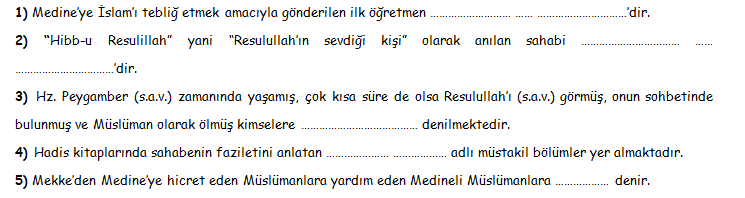 1) Medine’ye İslam’ı tebliğ etmek amacıyla gönderilen ilk öğretmen ……………………… …… …………………………’dir.
2) “Hibb-u Resulillah” yani “Resulullah’ın sevdiği kişi” olarak anılan sahabi …………………………… ……
……………………………’dir.
3) Hz. Peygamber (s.a.v.) zamanında yaşamış, çok kısa süre de olsa Resulullah’ı (s.a.v.) görmüş, onun sohbetinde
bulunmuş ve Müslüman olarak ölmüş kimselere ………………………………… denilmektedir.
4) Hadis kitaplarında sahabenin faziletini anlatan ………………… ……………… adlı müstakil bölümler yer almaktadır.
5) Mekke’den Medine’ye hicret eden Müslümanlara yardım eden Medineli Müslümanlara ……………… denir.